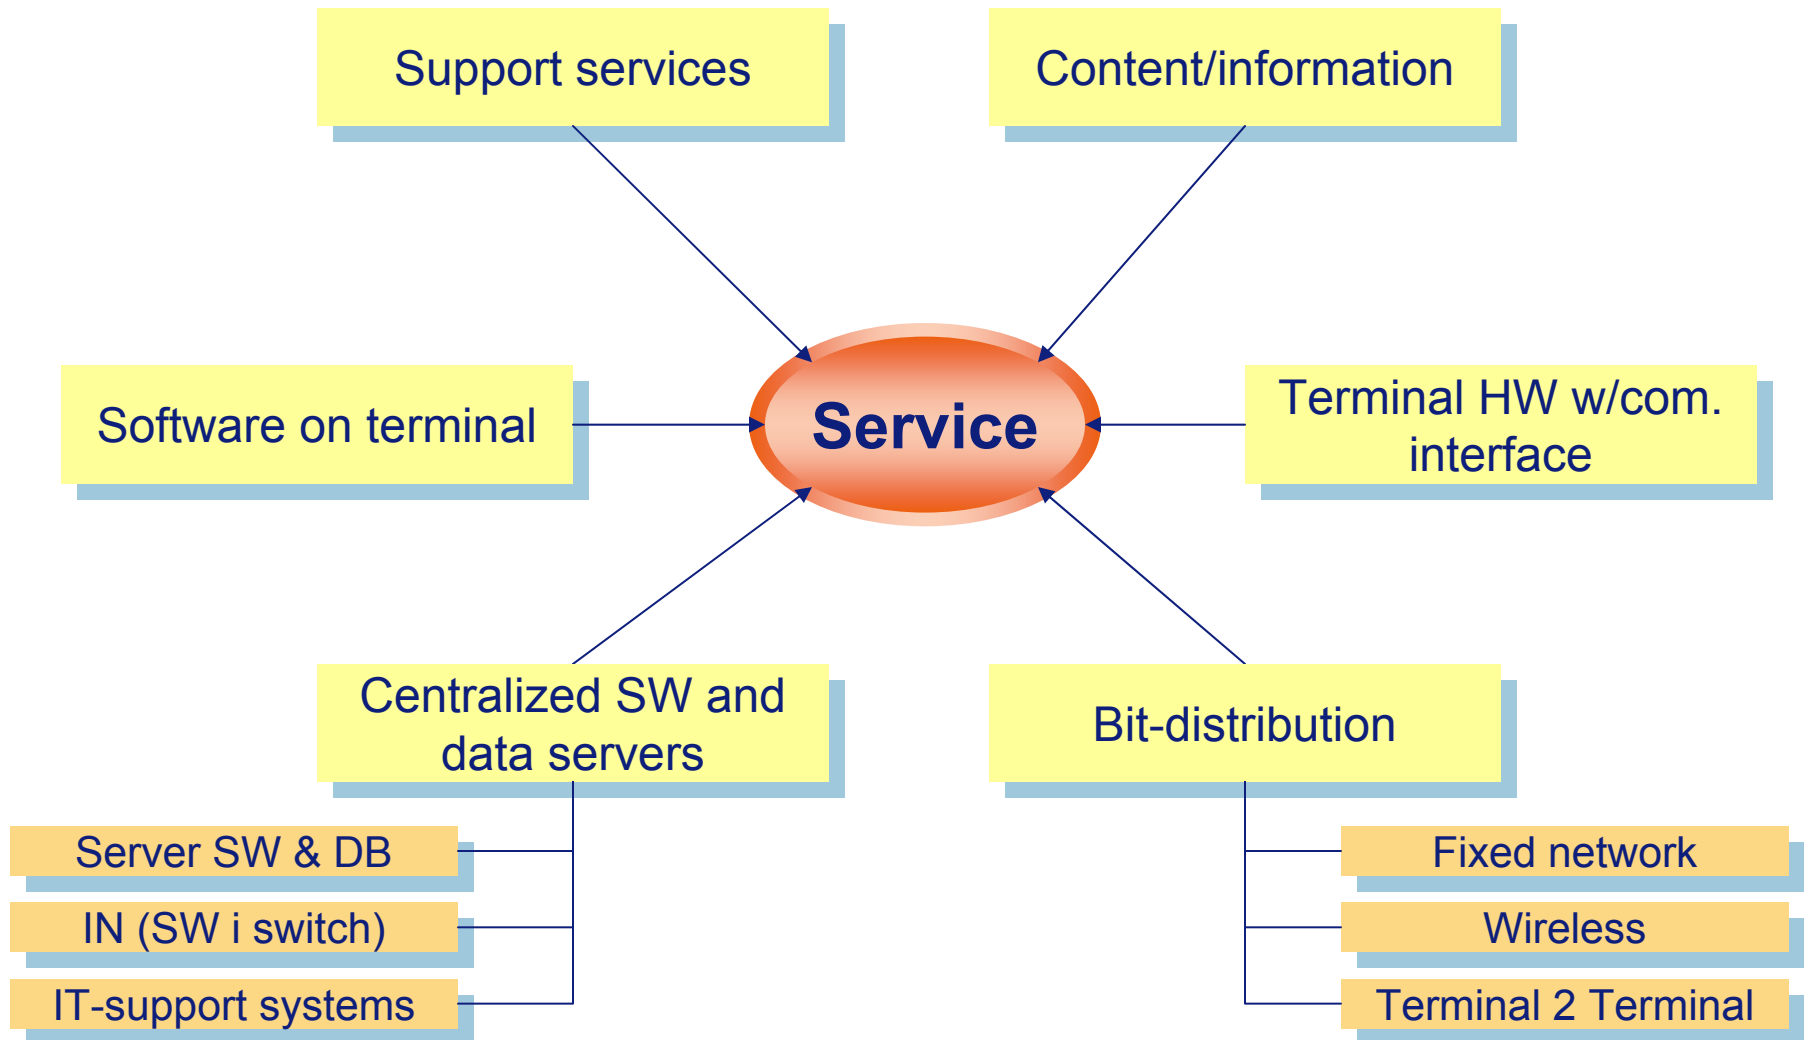 Support services
Content/information
Software on terminal
Service
Terminal HW w/com.
interface
Centralized SW and
data servers
Bit-distribution
Server SW & DB
IN (SW i switch)
IT-support systems
Fixed network
Wireless
Terminal 2 Terminal